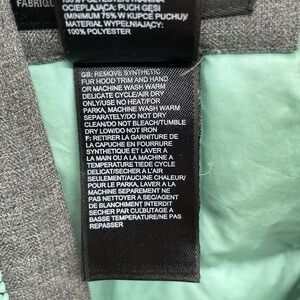 FABRIQU
OCIEPLAJĄCA: PUCH GĘSI
(MINIMUM 75% W KUPCE PUCHU)/
MATERIAŁ WYPEŁNIAJĄCY:
100% POLYESTER
GB: REMOVE SYNTHETIC
FUR HOOD TRIM AND HAND
OR MACHINE WASH WARM
DELICATE CYCLE/AIR DRY
ONLY/USE NO HEAT/FOR
PARKA, MACHINE WASH WARM
SEPARATELY/DO NOT DRY
CLEAN/DO NOT BLEACH/TUMBLE
DRY LOW/DO NOT IRON
F: RETIRER LA GARNITURE DE
LA CAPUCHE EN FOURRURE
SYNTHETIQUE ET LAVER A
LA MAIN OU A LA MACHINE A
TEMPERATURE TIEDE CYCLE
DELICAT/SECHER A L'AIR
SEULEMENT/AUCUNE CHALEUR/
POUR LE PARKA, LAVER EN
MACHINE SEPAREMENT NE
PAS NETTOYER A SEC/AGENT
DE BLANCHIMENT INTERDIT
SECHER PAR CULBUTAGE A
BASSE TEMPERATURE/NE PAS
REPASSER